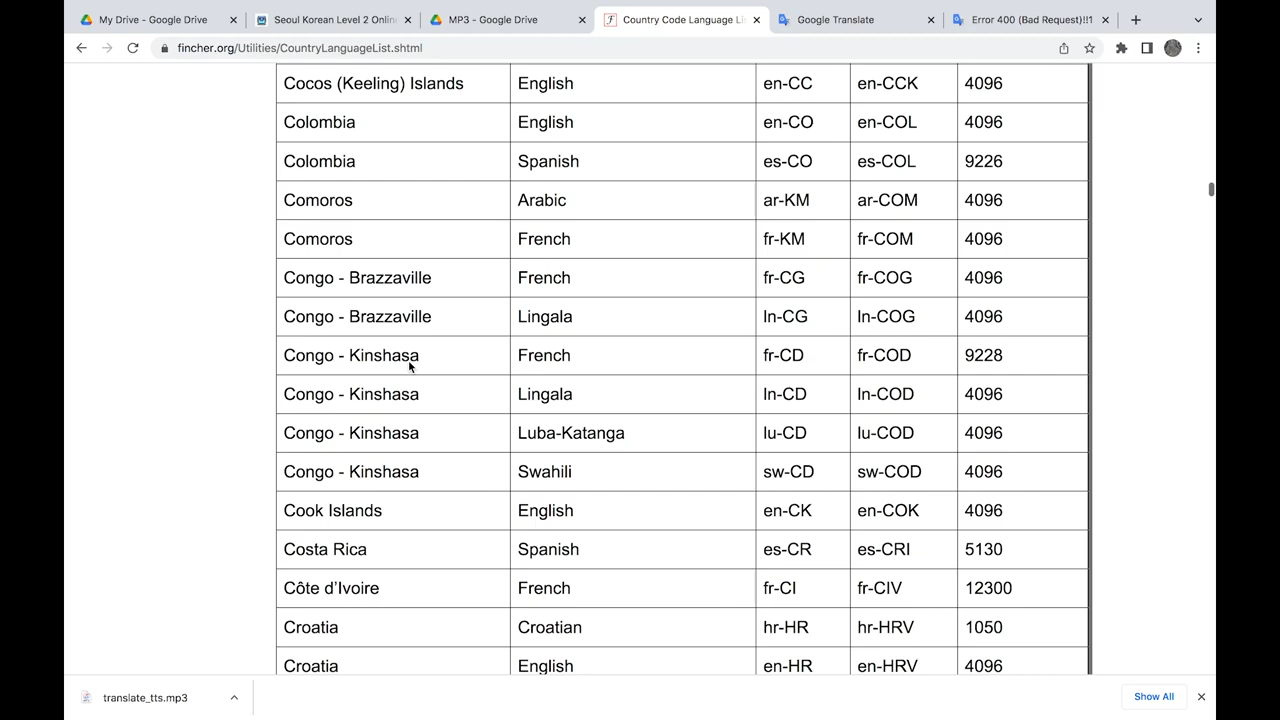 My Drive - Google Drive
Seoul Korean Level 2 Onlin
MP3 - Google Drive
Country Code Language Li
Google Translate
Error 400 (Bad Request)!!1
fincher.org/Utilities/CountryLanguageList.shtml
Cocos (Keeling) Islands English en-CC en-CCK 4096
Colombia English en-CO en-COL 4096
Colombia Spanish es-CO es-COL 9226
Comoros Arabic ar-KM ar-COM 4096
Comoros French fr-KM fr-COM 4096
Congo - Brazzaville French fr-CG fr-COG 4096
Congo - Brazzaville Lingala ln-CG ln-COG 4096
Congo - Kinshasa French fr-CD fr-COD 9228
Congo - Kinshasa Lingala ln-CD ln-COD 4096
Congo - Kinshasa Luba-Katanga lu-CD lu-COD 4096
Congo - Kinshasa Swahili sw-CD sw-COD 4096
Cook Islands English en-CK en-COK 4096
Costa Rica Spanish es-CR es-CRI 5130
Côte d’Ivoire French fr-CI fr-CIV 12300
Croatia Croatian hr-HR hr-HRV 1050
Croatia English en-HR en-HRV 4096
translate_tts.mp3
Show All